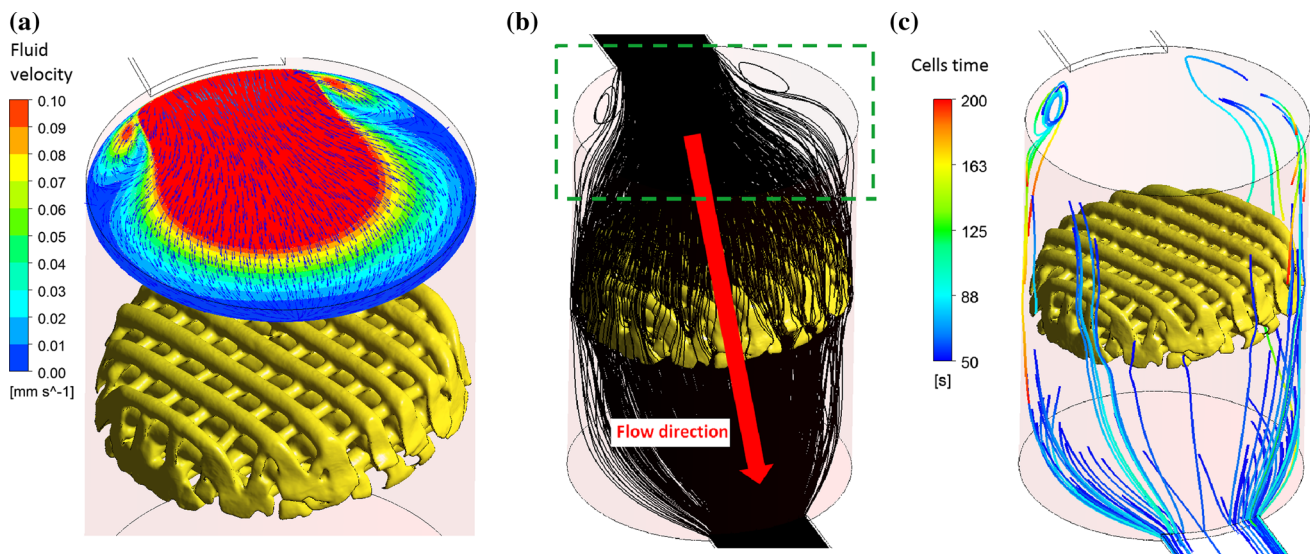 (a)
Fluid
velocity
0.10
0.09
0.08
0.07
0.06
0.05
0.04
0.03
0.02
0.01
0.00
[mm s^-1]
(b)
Flow direction
(c)
Cells time
200
163
125
88
50
[s]